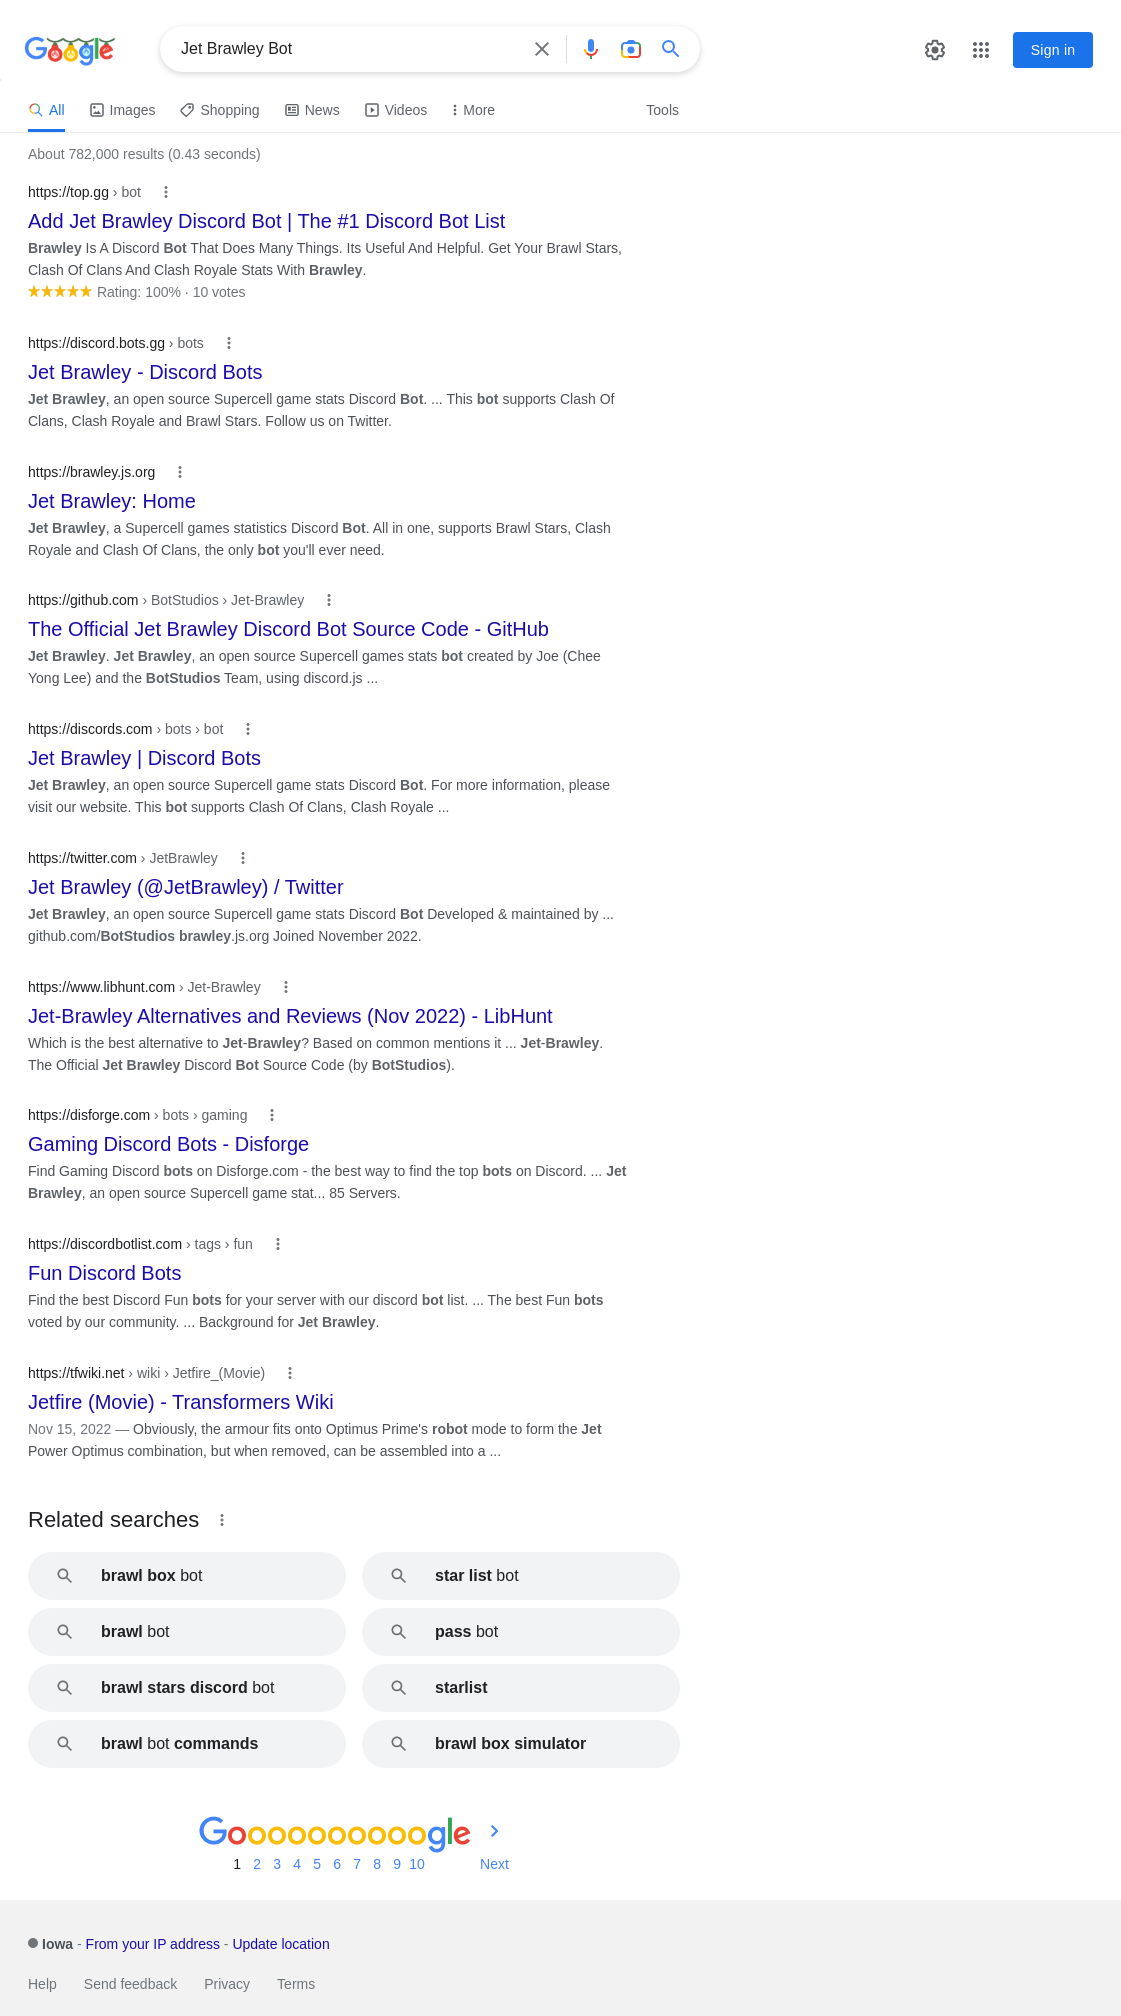 Google
Jet Brawley Bot
Sign in
All
Images
Shopping
News
Videos
More
Tools
About 782,000 results (0.43 seconds)
https://top.gg › bot
Add Jet Brawley Discord Bot | The #1 Discord Bot List
Brawley Is A Discord Bot That Does Many Things. Its Useful And Helpful. Get Your Brawl Stars,
Clash Of Clans And Clash Royale Stats With Brawley.
Rating: 100% · 10 votes
https://discord.bots.gg › bots
Jet Brawley - Discord Bots
Jet Brawley, an open source Supercell game stats Discord Bot. ... This bot supports Clash Of
Clans, Clash Royale and Brawl Stars. Follow us on Twitter.
https://brawley.js.org
Jet Brawley: Home
Jet Brawley, a Supercell games statistics Discord Bot. All in one, supports Brawl Stars, Clash
Royale and Clash Of Clans, the only bot you'll ever need.
https://github.com › BotStudios › Jet-Brawley
The Official Jet Brawley Discord Bot Source Code - GitHub
Jet Brawley. Jet Brawley, an open source Supercell games stats bot created by Joe (Chee
Yong Lee) and the BotStudios Team, using discord.js ...
https://discords.com › bots › bot
Jet Brawley | Discord Bots
Jet Brawley, an open source Supercell game stats Discord Bot. For more information, please
visit our website. This bot supports Clash Of Clans, Clash Royale ...
https://twitter.com › JetBrawley
Jet Brawley (@JetBrawley) / Twitter
Jet Brawley, an open source Supercell game stats Discord Bot Developed & maintained by ...
github.com/BotStudios brawley.js.org Joined November 2022.
https://www.libhunt.com › Jet-Brawley
Jet-Brawley Alternatives and Reviews (Nov 2022) - LibHunt
Which is the best alternative to Jet-Brawley? Based on common mentions it ... Jet-Brawley.
The Official Jet Brawley Discord Bot Source Code (by BotStudios).
https://disforge.com › bots › gaming
Gaming Discord Bots - Disforge
Find Gaming Discord bots on Disforge.com - the best way to find the top bots on Discord. ... Jet
Brawley, an open source Supercell game stat... 85 Servers.
https://discordbotlist.com › tags › fun
Fun Discord Bots
Find the best Discord Fun bots for your server with our discord bot list. ... The best Fun bots
voted by our community. ... Background for Jet Brawley.
https://tfwiki.net › wiki › Jetfire_(Movie)
Jetfire (Movie) - Transformers Wiki
Nov 15, 2022 — Obviously, the armour fits onto Optimus Prime's robot mode to form the Jet
Power Optimus combination, but when removed, can be assembled into a ...
Related searches
brawl box bot
star list bot
brawl bot
pass bot
brawl stars discord bot
starlist
brawl bot commands
brawl box simulator
Goooooooooogle
1 2 3 4 5 6 7 8 9 10 Next
Iowa - From your IP address - Update location
Help Send feedback Privacy Terms